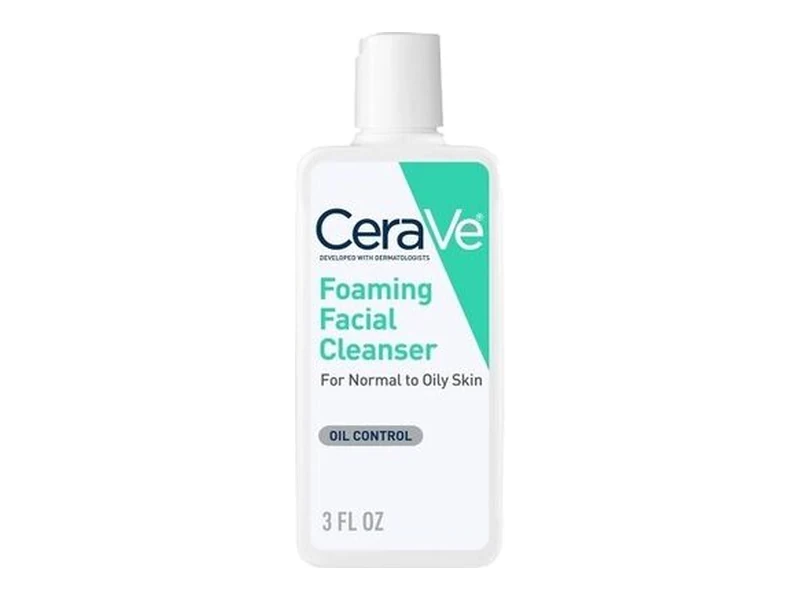 CeraVe®
DEVELOPED WITH DERMATOLOGISTS
Foaming
Facial
Cleanser
For Normal to Oily Skin
OIL CONTROL
3 FL OZ